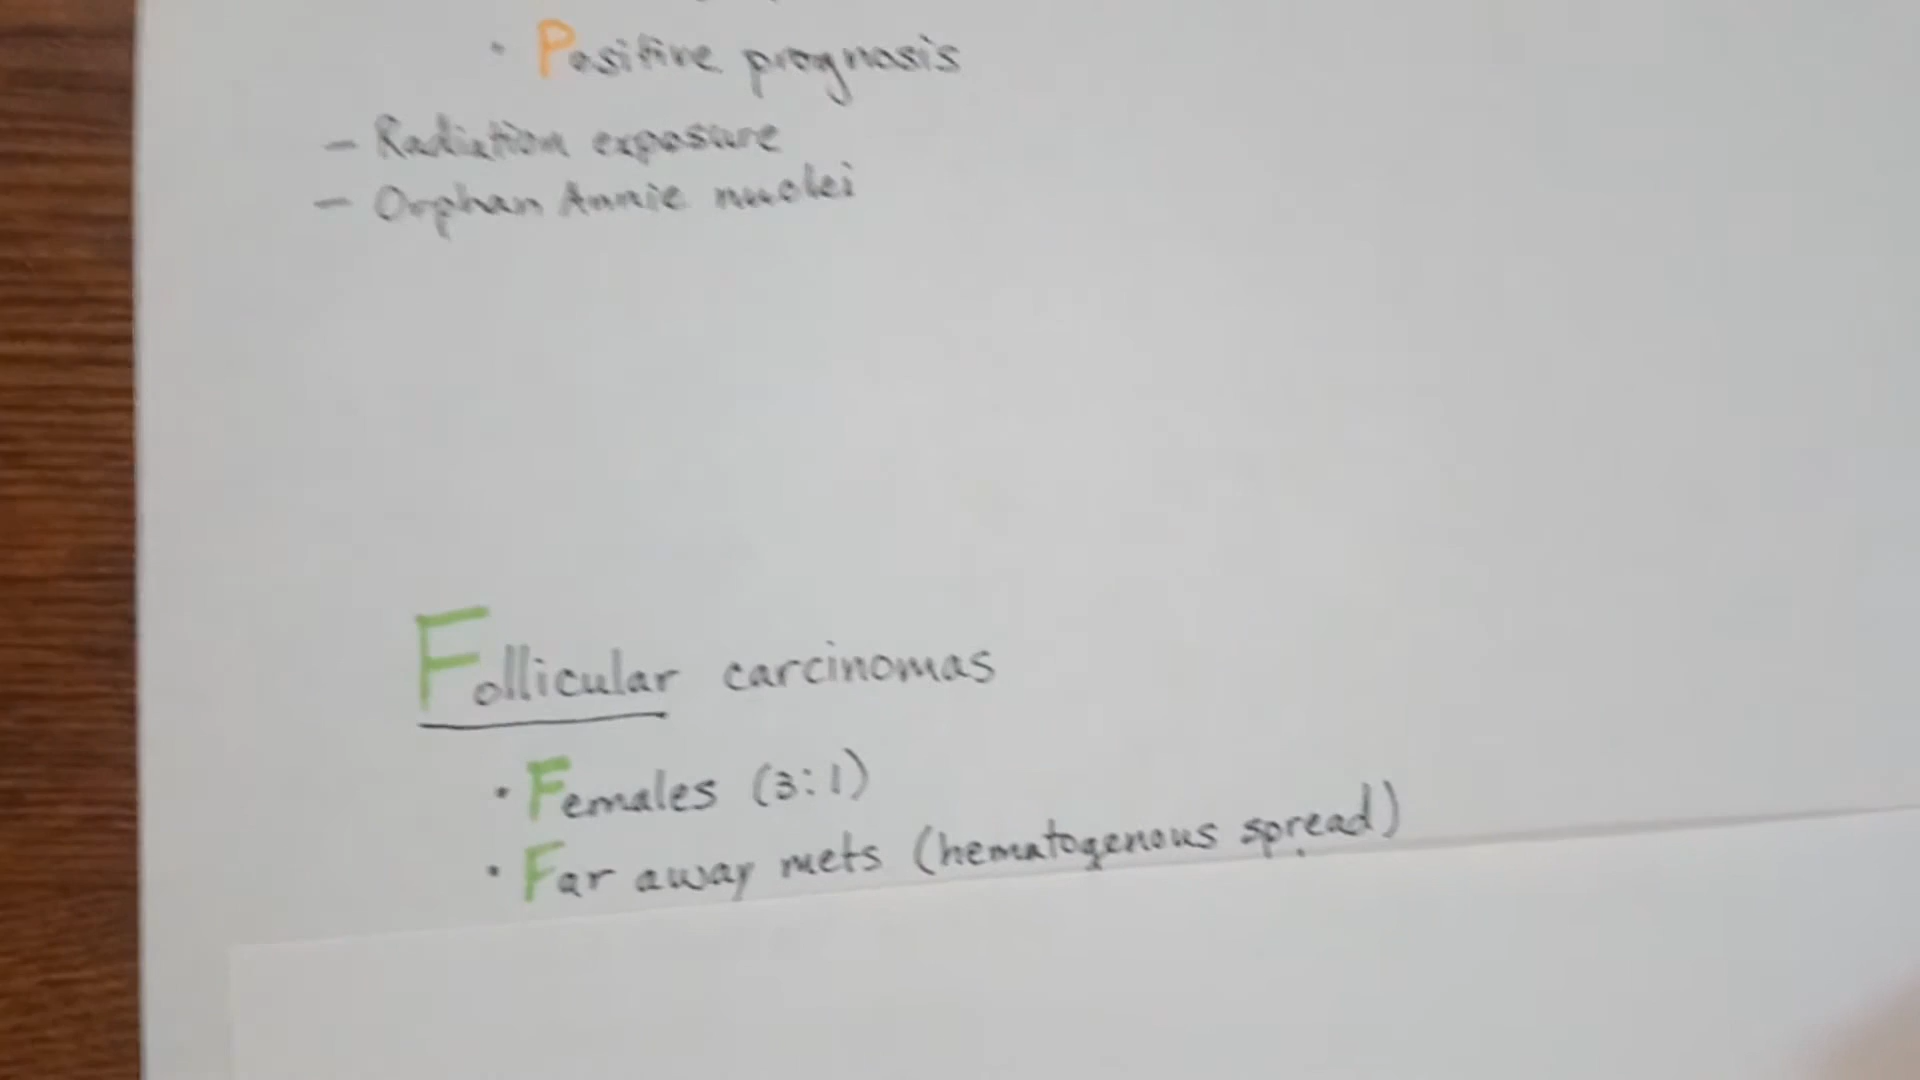 • Positive prognosis
– Radiation exposure
– Orphan Annie nuclei
Follicular carcinomas
• Females (3:1)
• Far away mets (hematogenous spread)